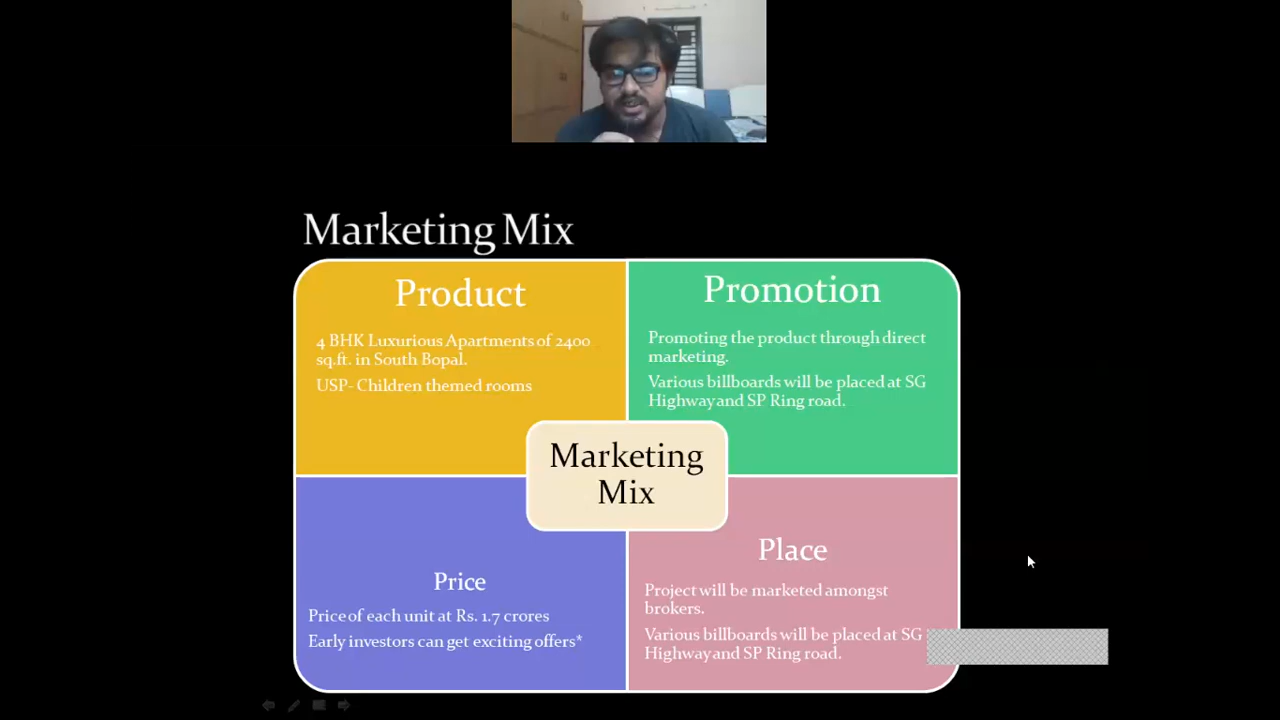 Marketing Mix
Product
4 BHK Luxurious Apartments of 2400
sq.ft. in South Bopal.
USP- Children themed rooms
Promotion
Promoting the product through direct
marketing.
Various billboards will be placed at SG
Highway and SP Ring road.
Marketing
Mix
Price
Price of each unit at Rs. 1.7 crores
Early investors can get exciting offers*
Place
Project will be marketed amongst
brokers.
Various billboards will be placed at SG
Highway and SP Ring road.